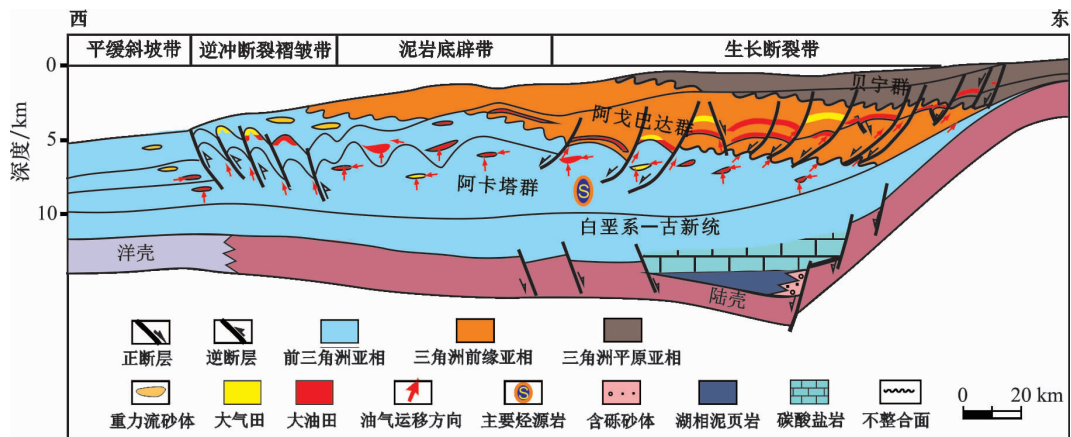 西
东
平缓斜坡带
逆冲断裂褶皱带
泥岩底辟带
生长断裂带
0
5
10
深度/km
贝宁群
阿戈巴达群
阿卡塔群
S
白垩系—古新统
洋壳
陆壳
正断层
逆断层
前三角洲亚相
三角洲前缘亚相
三角洲平原亚相
S
重力流砂体
大气田
大油田
油气运移方向
主要烃源岩
含砾砂体
湖相泥页岩
碳酸盐岩
不整合面
0 20 km